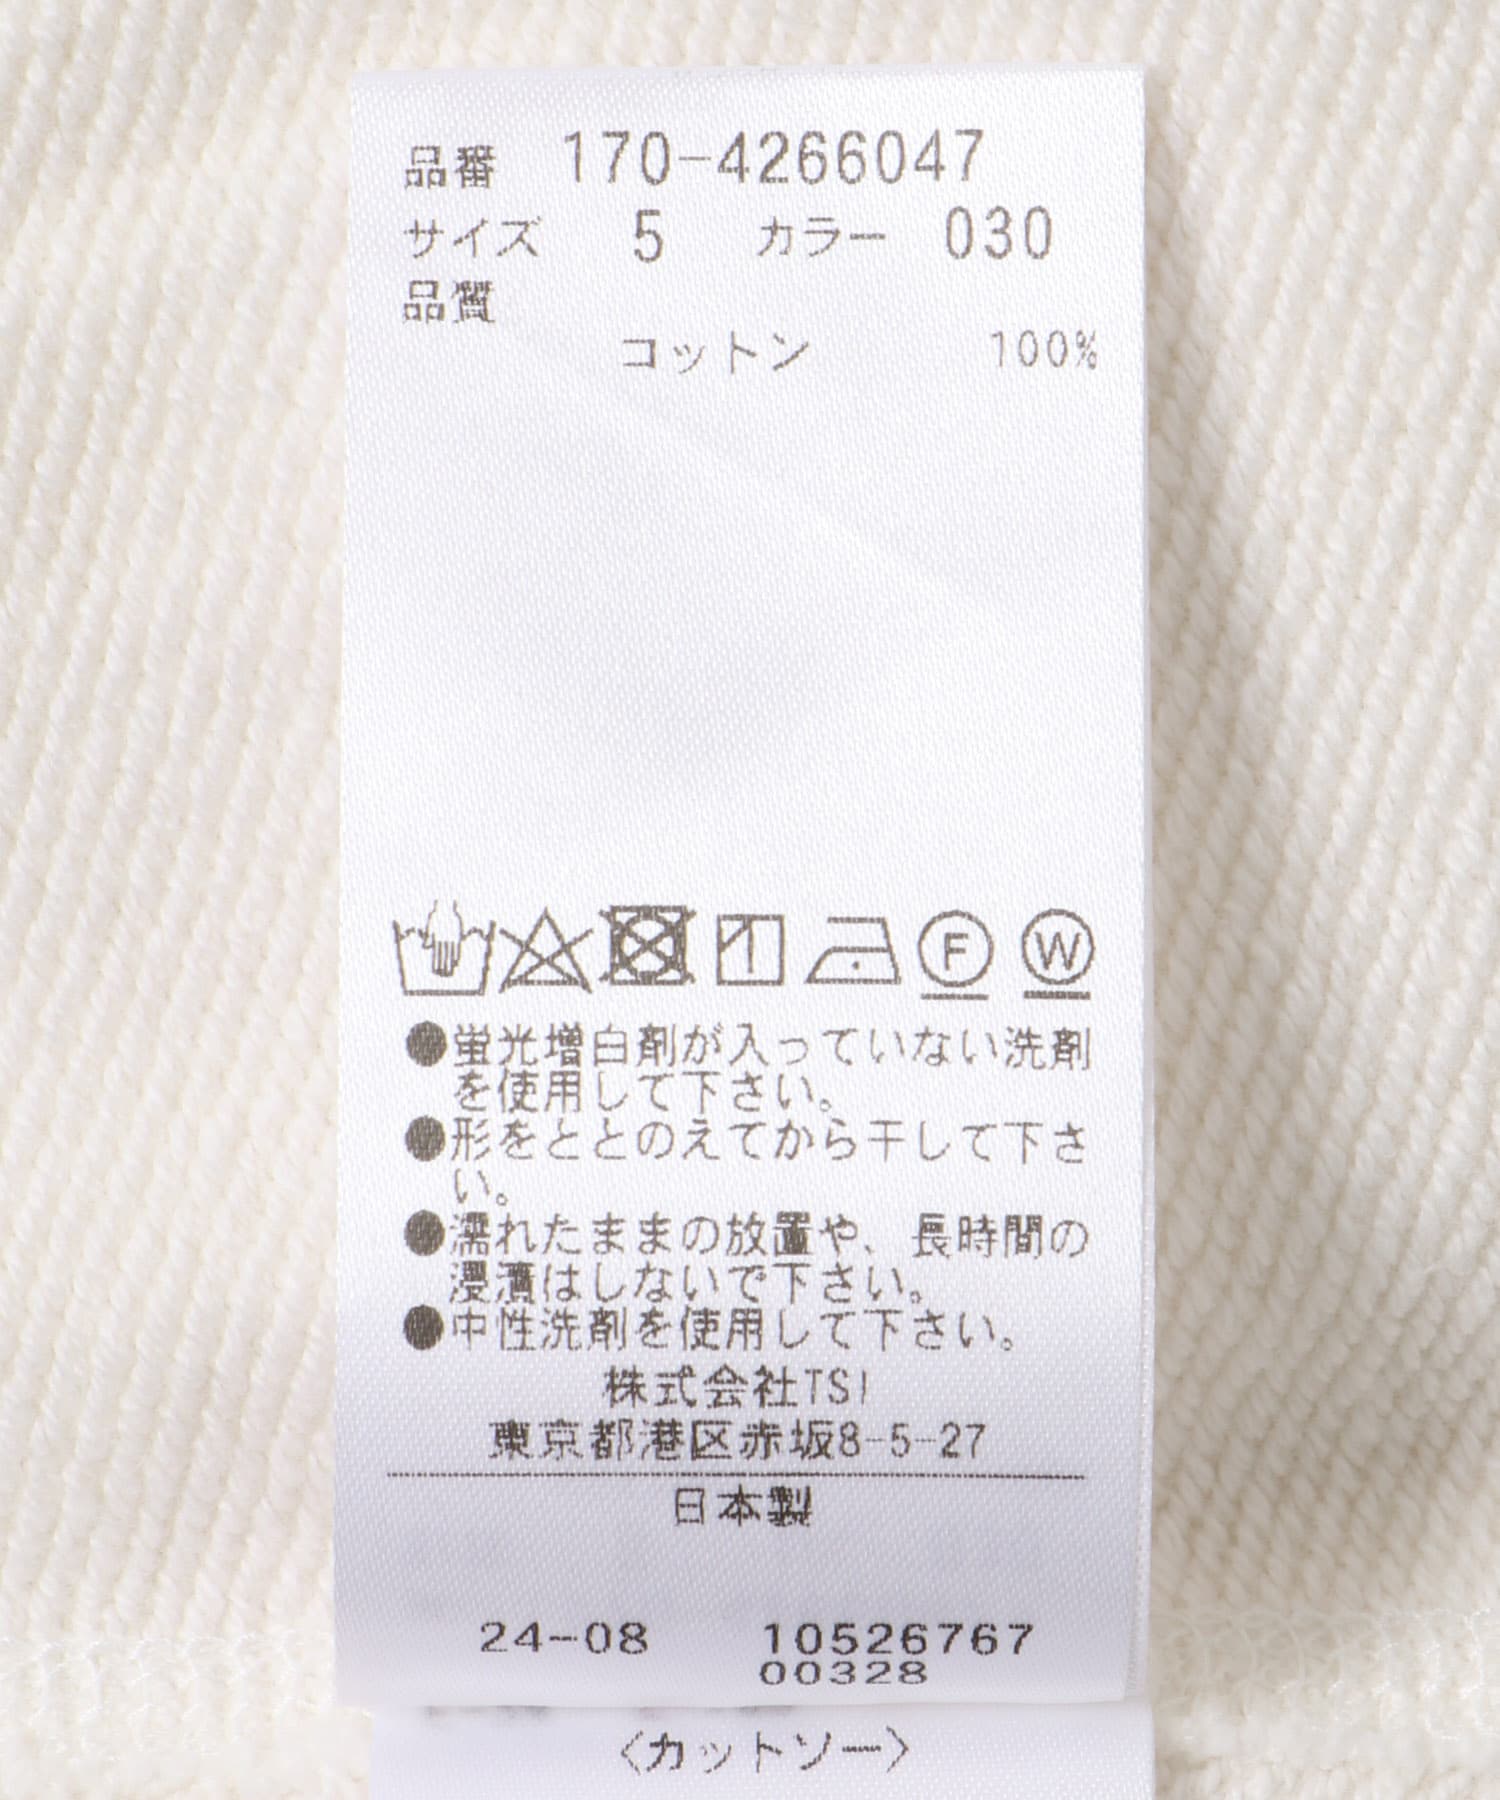 品番 170-4266047
サイズ 5 カラー 030
品質
コットン 100%
F W
●蛍光増白剤が入っていない洗剤
を使用して下さい。
●形をととのえてから干して下さ
い。
●濡れたままの放置や、長時間の
浸漬はしないで下さい。
●中性洗剤を使用して下さい。
株式会社TSI
東京都港区赤坂8-5-27
日本製
24-08 10526767
00328
〈カットソー〉